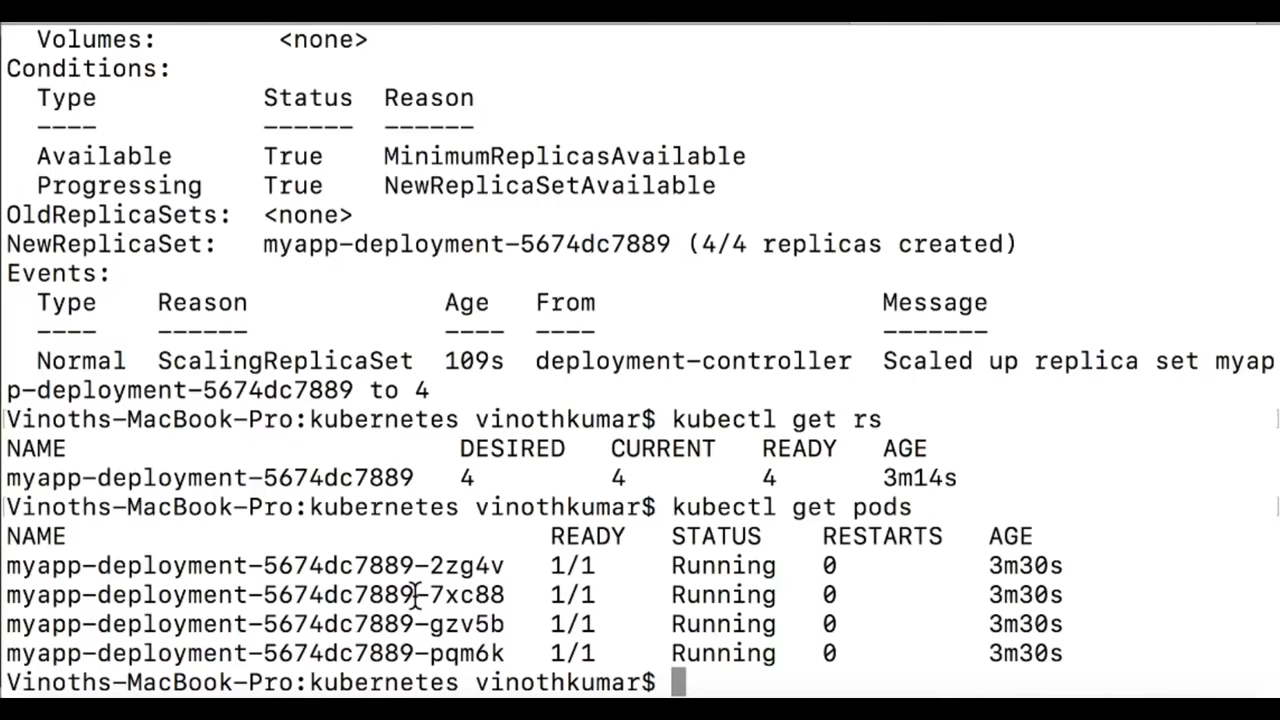 Volumes: <none>
Conditions:
Type Status Reason
---- ------ ------
Available True MinimumReplicasAvailable
Progressing True NewReplicaSetAvailable
OldReplicaSets: <none>
NewReplicaSet: myapp-deployment-5674dc7889 (4/4 replicas created)
Events:
Type Reason Age From Message
---- ------ ---- ---- -------
Normal ScalingReplicaSet 109s deployment-controller Scaled up replica set myap
p-deployment-5674dc7889 to 4
Vinoths-MacBook-Pro:kubernetes vinothkumar$ kubectl get rs
NAME DESIRED CURRENT READY AGE
myapp-deployment-5674dc7889 4 4 4 3m14s
Vinoths-MacBook-Pro:kubernetes vinothkumar$ kubectl get pods
NAME READY STATUS RESTARTS AGE
myapp-deployment-5674dc7889-2zg4v 1/1 Running 0 3m30s
myapp-deployment-5674dc7889-7xc88 1/1 Running 0 3m30s
myapp-deployment-5674dc7889-gzv5b 1/1 Running 0 3m30s
myapp-deployment-5674dc7889-pqm6k 1/1 Running 0 3m30s
Vinoths-MacBook-Pro:kubernetes vinothkumar$